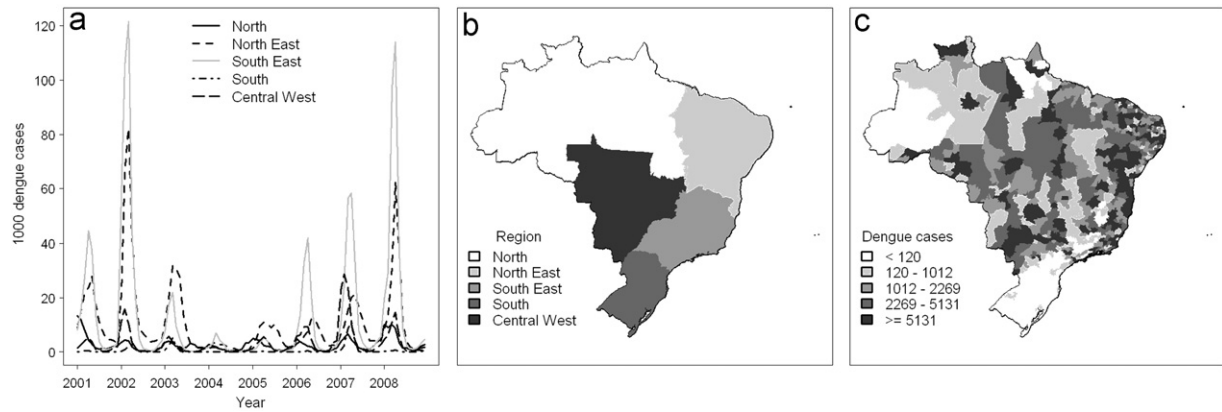 a
1000 dengue cases
120
100
80
60
40
20
0
North
North East
South East
South
Central West
2001 2002 2003 2004 2005 2006 2007 2008
Year
b
Region
North
North East
South East
South
Central West
c
Dengue cases
< 120
120 - 1012
1012 - 2269
2269 - 5131
>= 5131